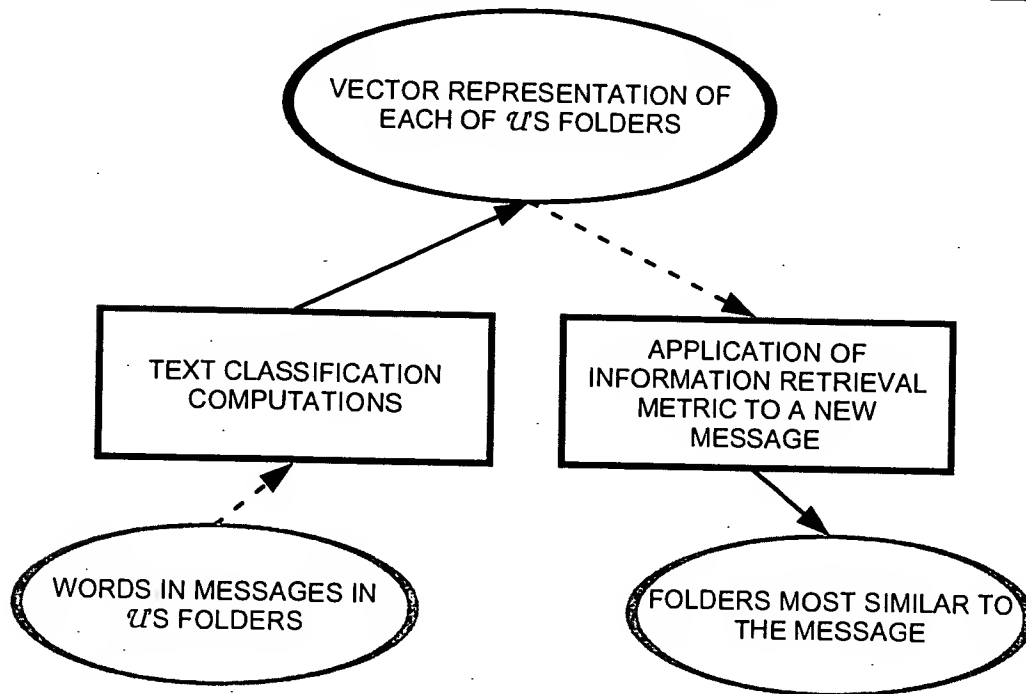 VECTOR REPRESENTATION OF
EACH OF U'S FOLDERS
TEXT CLASSIFICATION
COMPUTATIONS
APPLICATION OF
INFORMATION RETRIEVAL
METRIC TO A NEW
MESSAGE
WORDS IN MESSAGES IN
U'S FOLDERS
FOLDERS MOST SIMILAR TO
THE MESSAGE